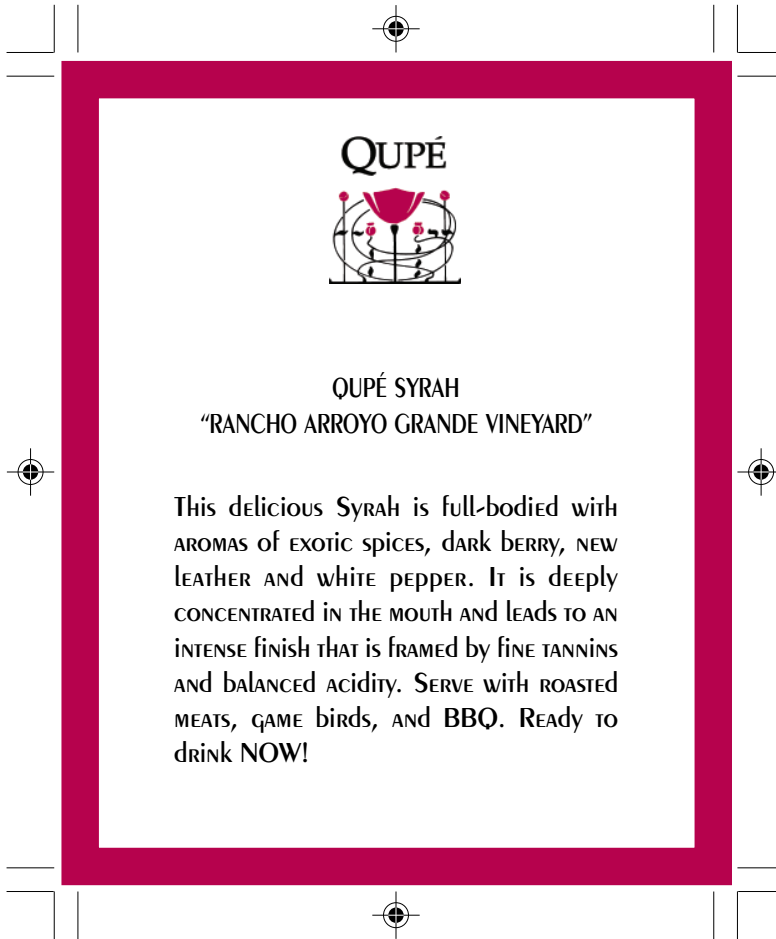 QUPÉ
QUPÉ SYRAH
“RANCHO ARROYO GRANDE VINEYARD”
This delicious Syrah is full-bodied with
aromas of exotic spices, dark berry, new
leather and white pepper. It is deeply
concentrated in the mouth and leads to an
intense finish that is framed by fine tannins
and balanced acidity. Serve with roasted
meats, game birds, and BBQ. Ready to
drink NOW!